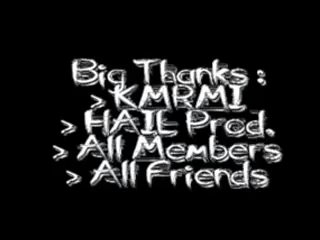 Big Thanks :
> KMRMI
> HAIL Prod.
> All Members
> All Friends